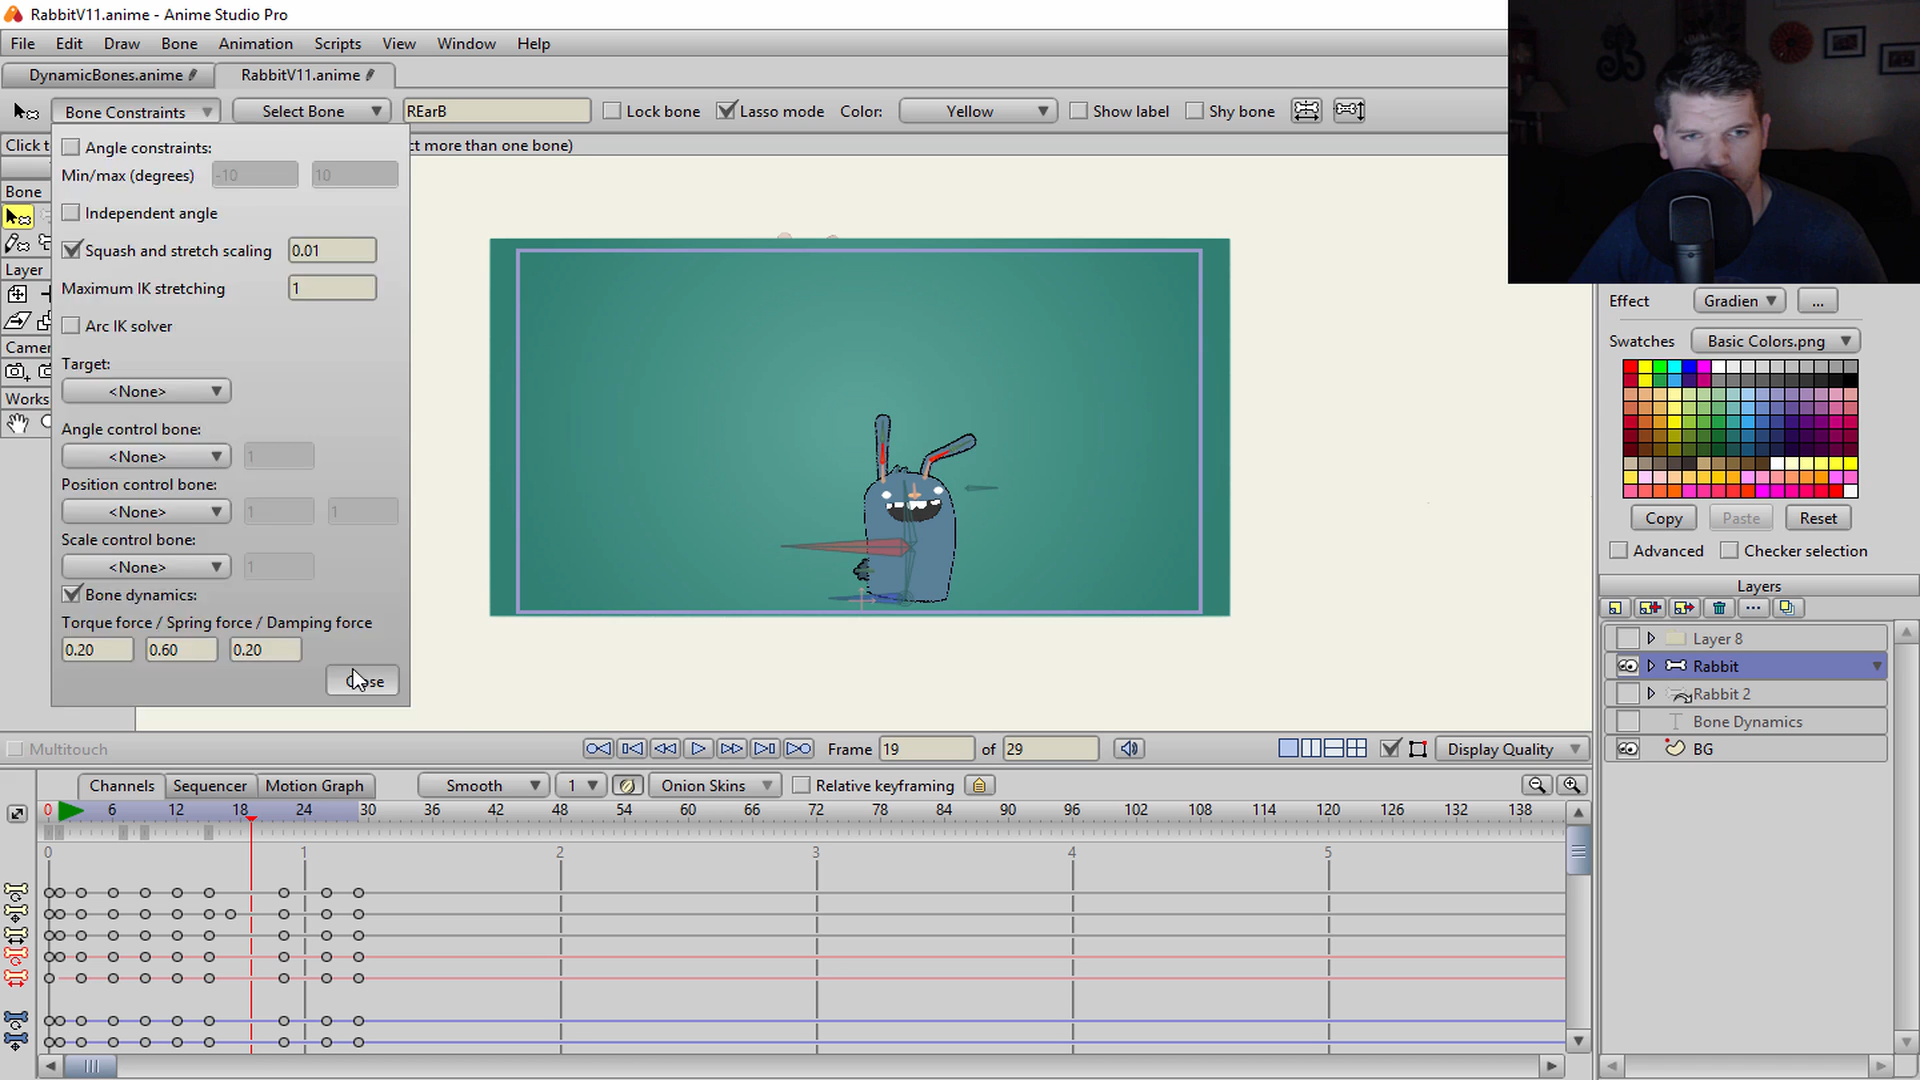 RabbitV11.anime - Anime Studio Pro
File Edit Draw Bone Animation Scripts View Window Help
DynamicBones.anime RabbitV11.anime
Bone Constraints Select Bone REarB Lock bone Lasso mode Color: Yellow Show label Shy bone
Click t ct more than one bone)
Angle constraints:
Min/max (degrees) -10 10
Independent angle
Squash and stretch scaling 0.01
Maximum IK stretching 1
Arc IK solver
Target:
<None>
Angle control bone:
<None> 1
Position control bone:
<None> 1 1
Scale control bone:
<None> 1
Bone dynamics:
Torque force / Spring force / Damping force
0.20 0.60 0.20
Bone
Layer
Camer
Works
Effect Gradien ...
Swatches Basic Colors.png
Copy Paste Reset
Advanced Checker selection
Layers
Layer 8
Rabbit
Rabbit 2
Bone Dynamics
BG
Multitouch Frame 19 of 29 Display Quality
Channels Sequencer Motion Graph Smooth 1 Onion Skins Relative keyframing
0 6 12 18 24 30 36 42 48 54 60 66 72 78 84 90 96 102 108 114 120 126 132 138
0 1 2 3 4 5